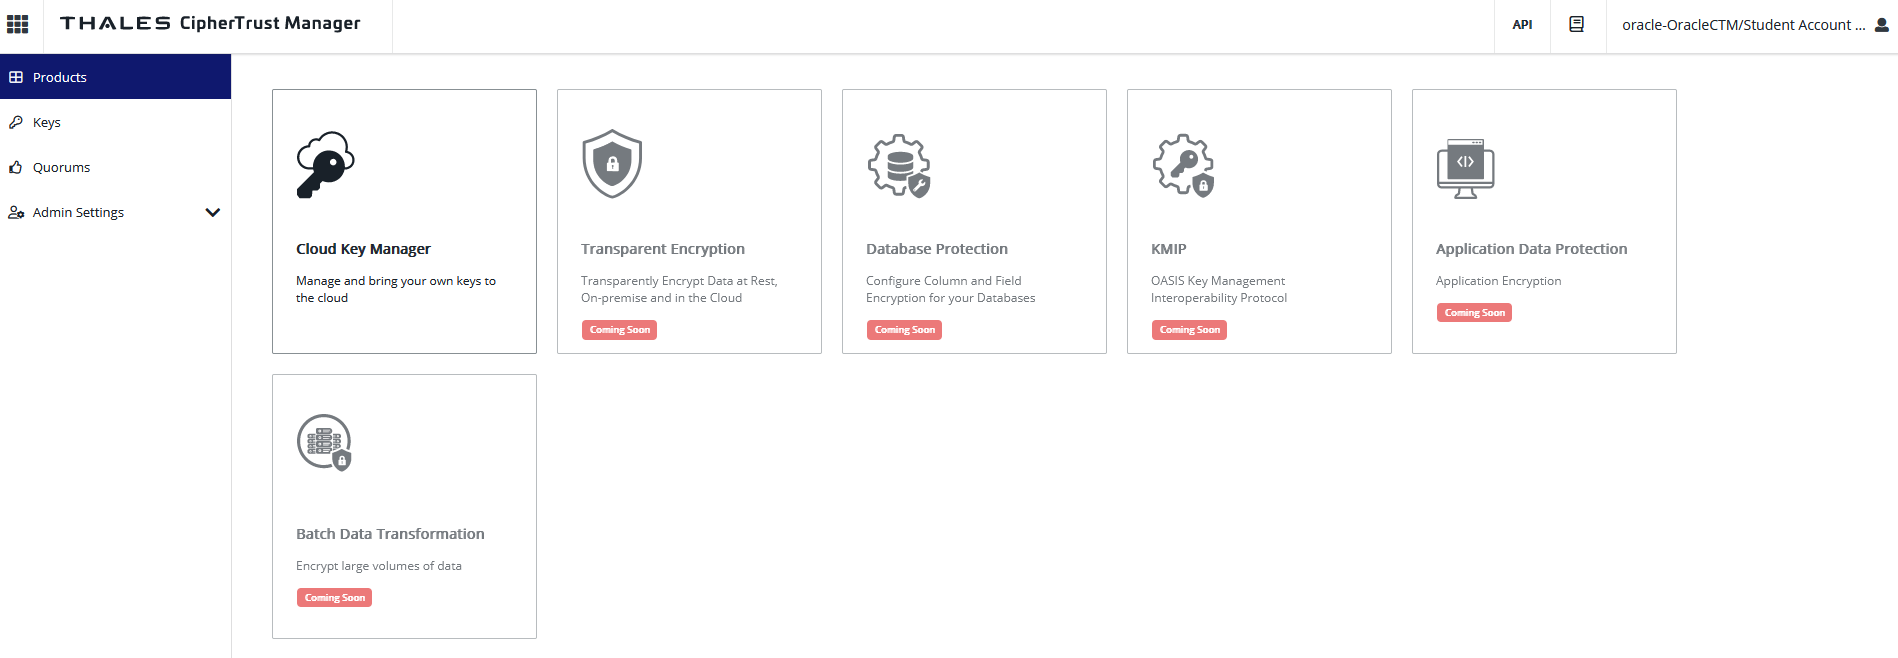 THALES CipherTrust Manager
API
oracle-OracleCTM/Student Account ...
Products
Keys
Quorums
Admin Settings
Cloud Key Manager
Manage and bring your own keys to
the cloud
Transparent Encryption
Transparently Encrypt Data at Rest,
On-premise and in the Cloud
Coming Soon
Database Protection
Configure Column and Field
Encryption for your Databases
Coming Soon
KMIP
OASIS Key Management
Interoperability Protocol
Coming Soon
Application Data Protection
Application Encryption
Coming Soon
Batch Data Transformation
Encrypt large volumes of data
Coming Soon